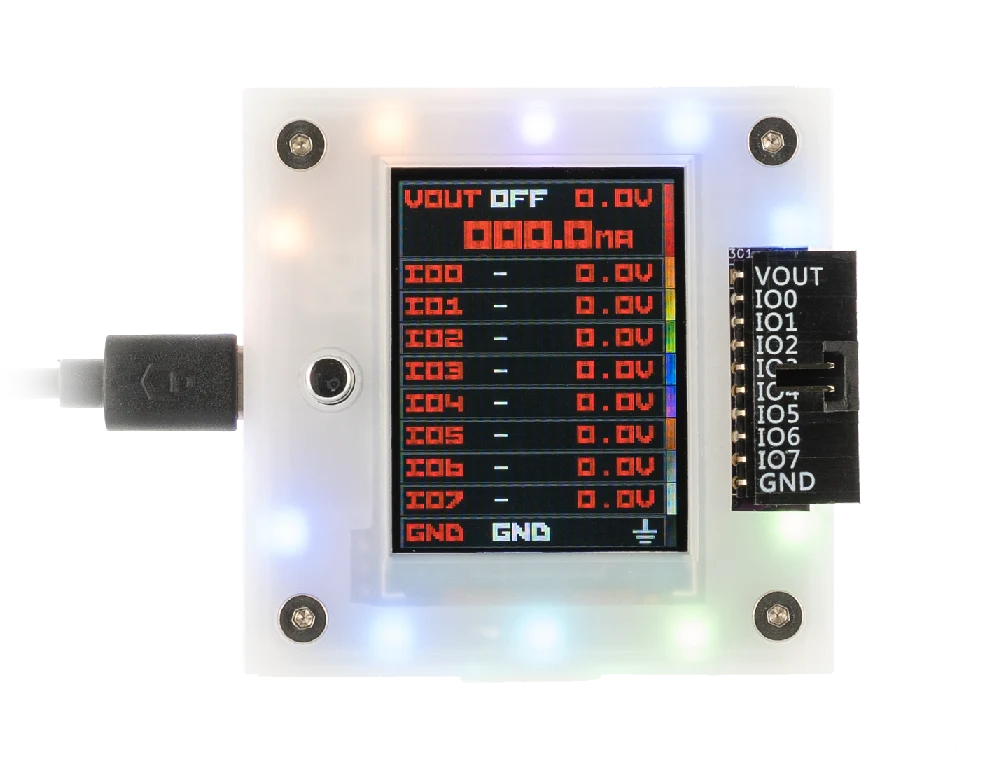 VOUT OFF 0.0V
000.0mA
IO0 - 0.0V
IO1 - 0.0V
IO2 - 0.0V
IO3 - 0.0V
IO4 - 0.0V
IO5 - 0.0V
IO6 - 0.0V
IO7 - 0.0V
GND GND
VOUT
IO0
IO1
IO2
IO4
IO5
IO6
IO7
GND